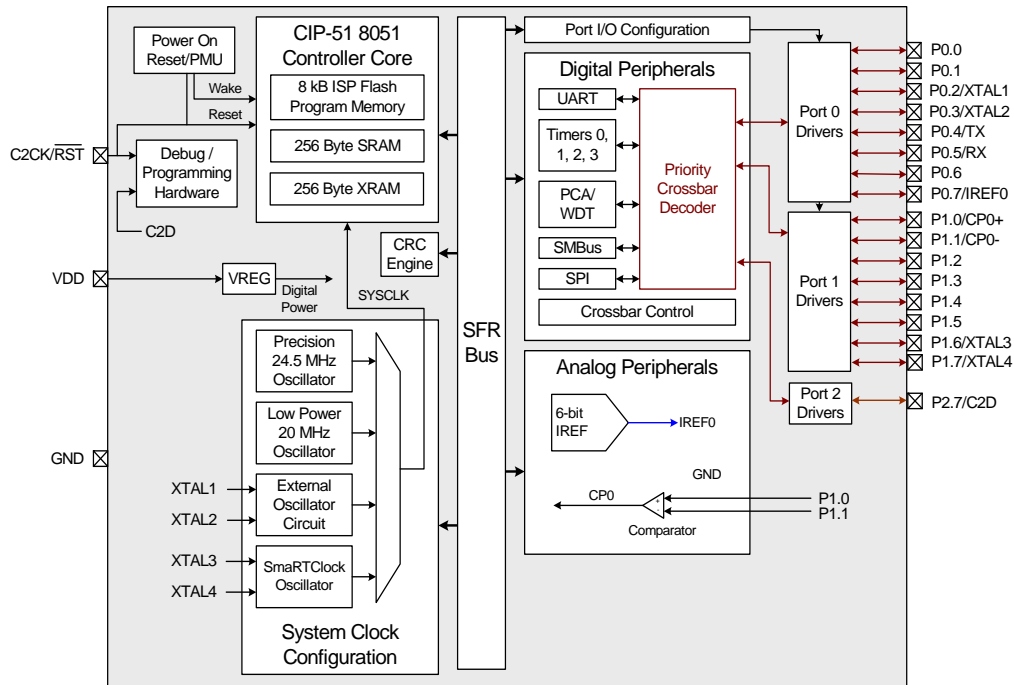 Power On
Reset/PMU
Wake
Reset
C2CK/RST
Debug /
Programming
Hardware
C2D
VDD
VREG
Digital
Power
GND
CIP-51 8051
Controller Core
8 kB ISP Flash
Program Memory
256 Byte SRAM
256 Byte XRAM
CRC
Engine
SYSCLK
Precision
24.5 MHz
Oscillator
Low Power
20 MHz
Oscillator
XTAL1
XTAL2
External
Oscillator
Circuit
XTAL3
XTAL4
SmaRTClock
Oscillator
System Clock
Configuration
SFR
Bus
Port I/O Configuration
Digital Peripherals
UART
Timers 0,
1, 2, 3
PCA/
WDT
SMBus
SPI
Priority
Crossbar
Decoder
Crossbar Control
Analog Peripherals
6-bit
IREF
IREF0
GND
CP0
+
-
Comparator
P1.0
P1.1
Port 0
Drivers
Port 1
Drivers
Port 2
Drivers
P0.0
P0.1
P0.2/XTAL1
P0.3/XTAL2
P0.4/TX
P0.5/RX
P0.6
P0.7/IREF0
P1.0/CP0+
P1.1/CP0-
P1.2
P1.3
P1.4
P1.5
P1.6/XTAL3
P1.7/XTAL4
P2.7/C2D